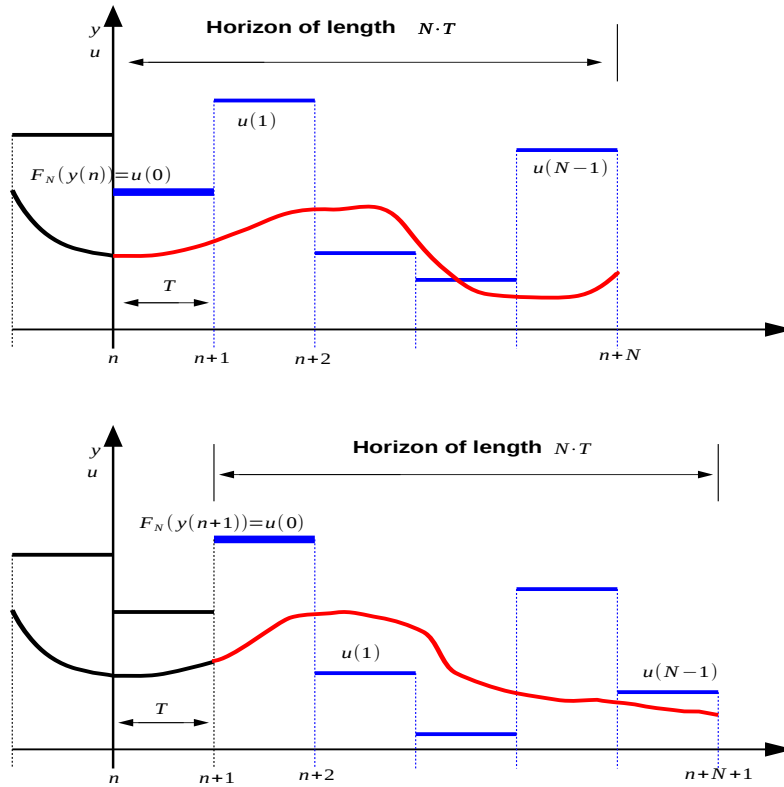 y
u
Horizon of length N·T
u(1)
F_N(y(n))=u(0)
u(N−1)
T
n
n+1
n+2
n+N
y
u
Horizon of length N·T
F_N(y(n+1))=u(0)
u(1)
u(N−1)
T
n
n+1
n+2
n+N+1